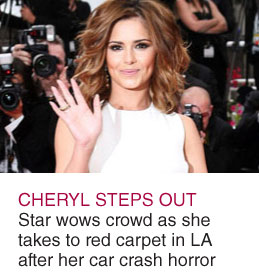 CHERYL STEPS OUT
Star wows crowd as she
takes to red carpet in LA
after her car crash horror